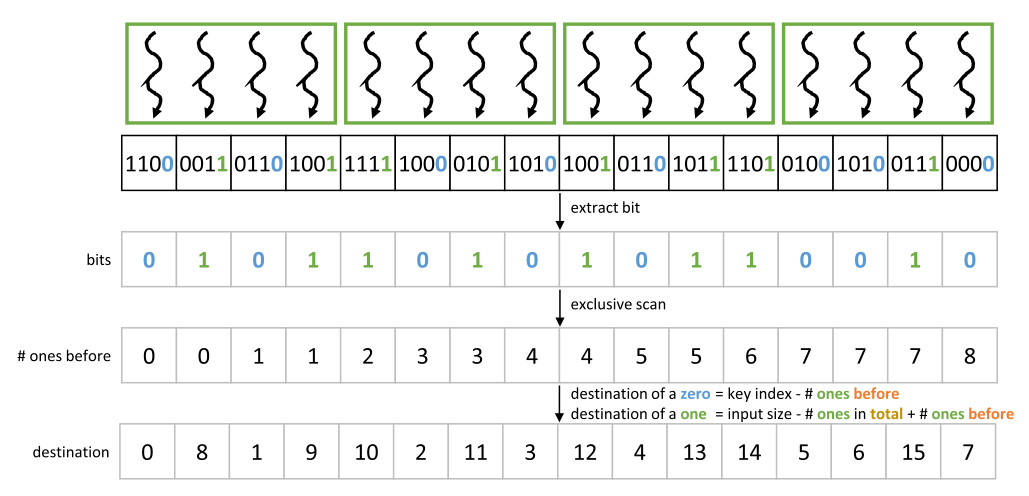 1100 0011 0110 1001 1111 1000 0101 1010 1001 0110 1011 1101 0100 1010 0111 0000
extract bit
bits 0 1 0 1 1 0 1 0 1 0 1 1 0 0 1 0
exclusive scan
# ones before 0 0 1 1 2 3 3 4 4 5 5 6 7 7 7 8
destination of a zero = key index - # ones before
destination of a one = input size - # ones in total + # ones before
destination 0 8 1 9 10 2 11 3 12 4 13 14 5 6 15 7